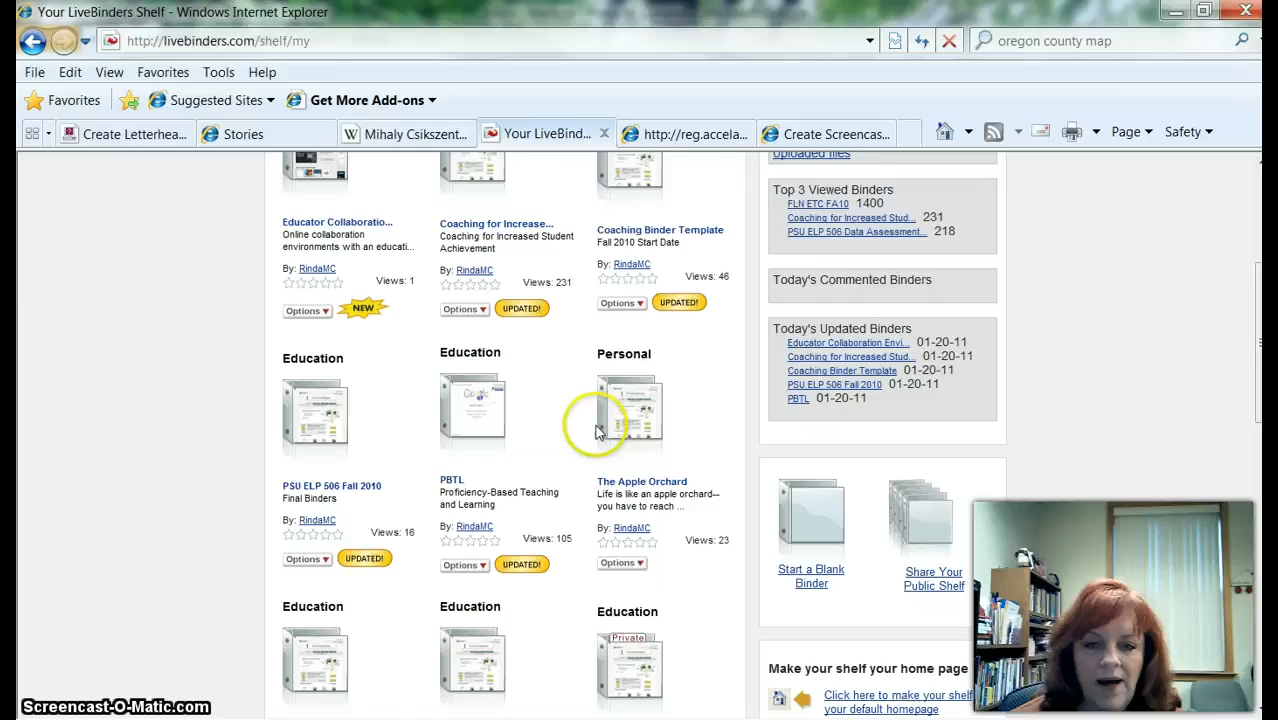 Your LiveBinders Shelf - Windows Internet Explorer
http://livebinders.com/shelf/my
oregon county map
File Edit View Favorites Tools Help
Favorites Suggested Sites Get More Add-ons
Create Letterhea... Stories Mihaly Csikszent... Your LiveBind... http://reg.accela... Create Screencas... Page Safety
Uploaded files
Top 3 Viewed Binders
FLN ETC FA10 1400
Coaching for Increased Stud... 231
PSU ELP 506 Data Assessment... 218
Educator Collaboratio...
Online collaboration
environments with an educati...
By: RindaMC
Views: 1
Options NEW
Coaching for Increase...
Coaching for Increased Student
Achievement
By: RindaMC
Views: 231
Options UPDATED!
Coaching Binder Template
Fall 2010 Start Date
By: RindaMC
Views: 46
Options UPDATED!
Today's Commented Binders
Today's Updated Binders
Educator Collaboration Envi... 01-20-11
Coaching for Increased Stud... 01-20-11
Coaching Binder Template 01-20-11
PSU ELP 506 Fall 2010 01-20-11
PBTL 01-20-11
Education
PSU ELP 506 Fall 2010
Final Binders
By: RindaMC
Views: 16
Options UPDATED!
Education
Google
PBTL
Proficiency-Based Teaching
and Learning
By: RindaMC
Views: 105
Options UPDATED!
Personal
The Apple Orchard
Life is like an apple orchard--
you have to reach ...
By: RindaMC
Views: 23
Options
Start a Blank
Binder
Share Your
Public Shelf
Education
Education
Education
Private
Make your shelf your home page
Click here to make your shelf
your default homepage
Screencast-O-Matic.com